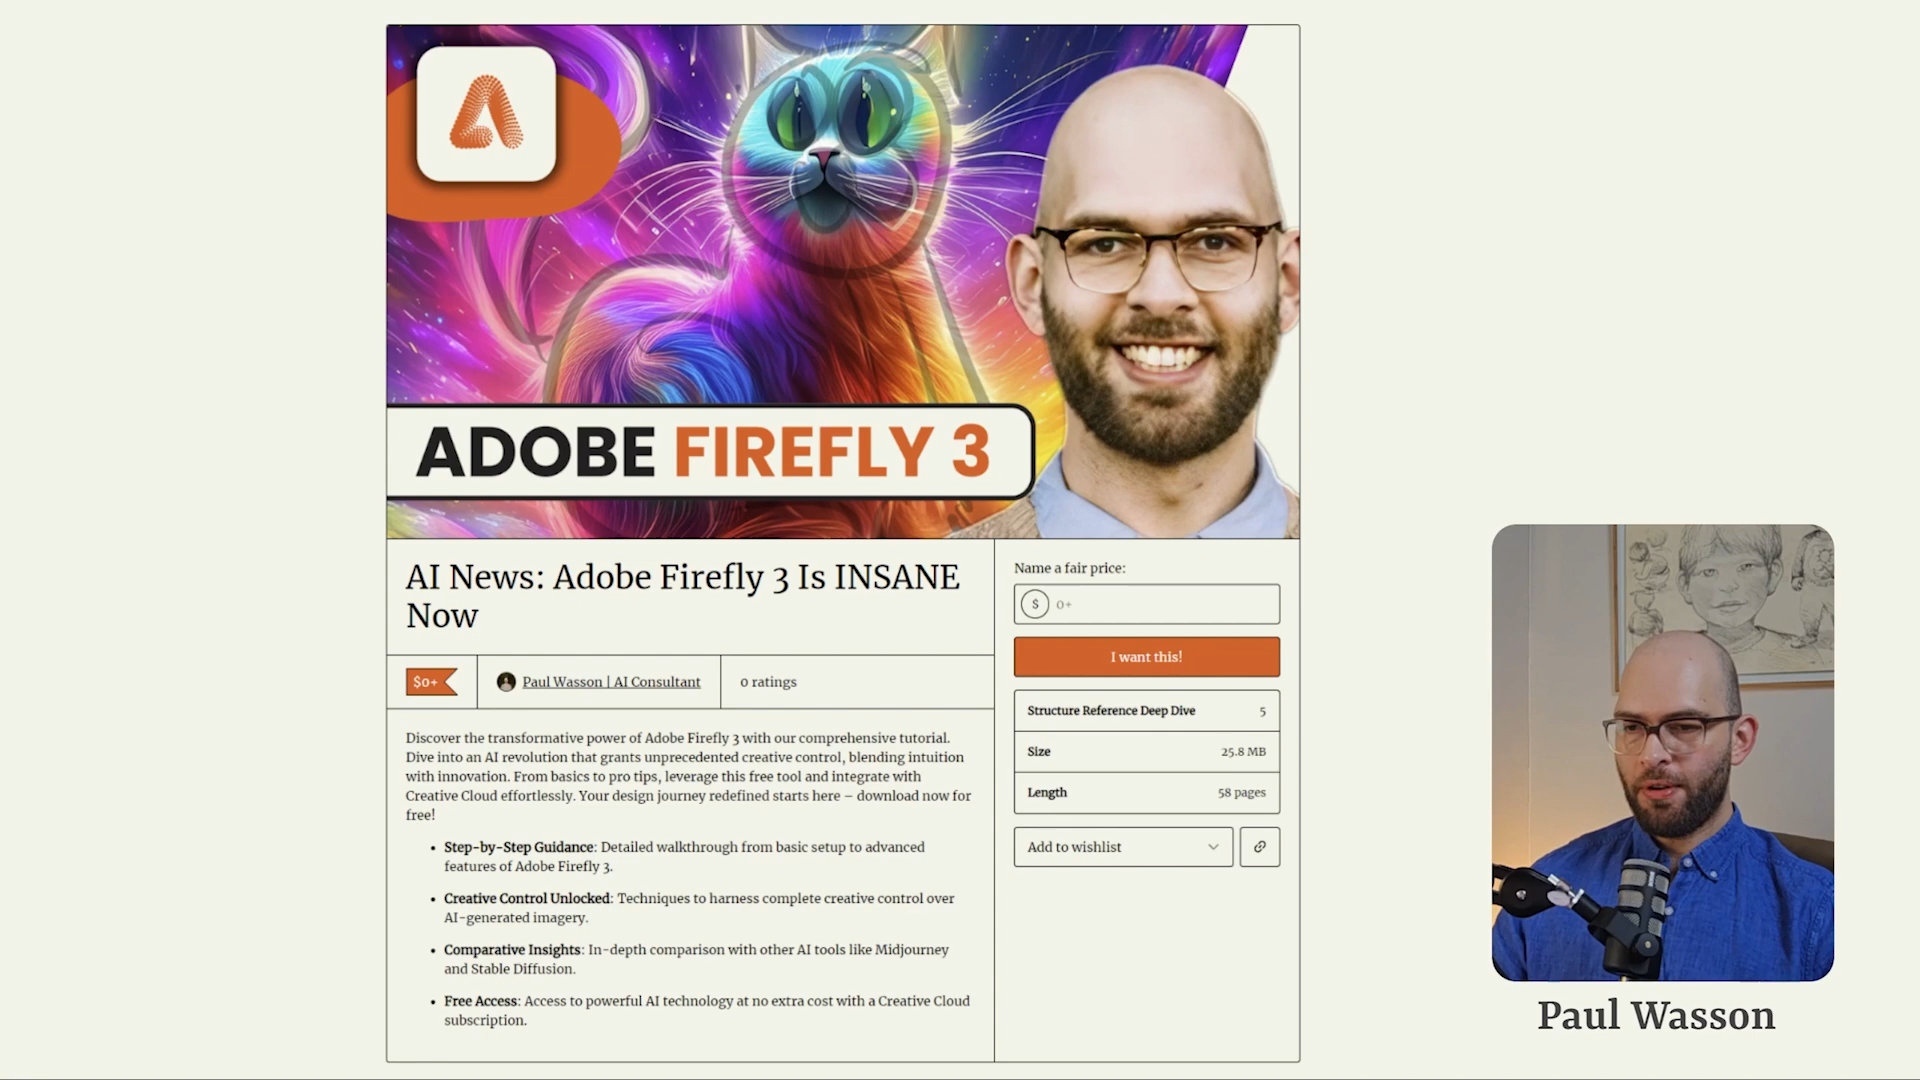 ADOBE FIREFLY 3
AI News: Adobe Firefly 3 Is INSANE
Now
$0+
Paul Wasson | AI Consultant
0 ratings
Discover the transformative power of Adobe Firefly 3 with our comprehensive tutorial.
Dive into an AI revolution that grants unprecedented creative control, blending intuition
with innovation. From basics to pro tips, leverage this free tool and integrate with
Creative Cloud effortlessly. Your design journey redefined starts here – download now for
free!
• Step-by-Step Guidance: Detailed walkthrough from basic setup to advanced
features of Adobe Firefly 3.
• Creative Control Unlocked: Techniques to harness complete creative control over
AI-generated imagery.
• Comparative Insights: In-depth comparison with other AI tools like Midjourney
and Stable Diffusion.
• Free Access: Access to powerful AI technology at no extra cost with a Creative Cloud
subscription.
Name a fair price:
$ 0+
I want this!
Structure Reference Deep Dive 5
Size 25.8 MB
Length 58 pages
Add to wishlist
Paul Wasson